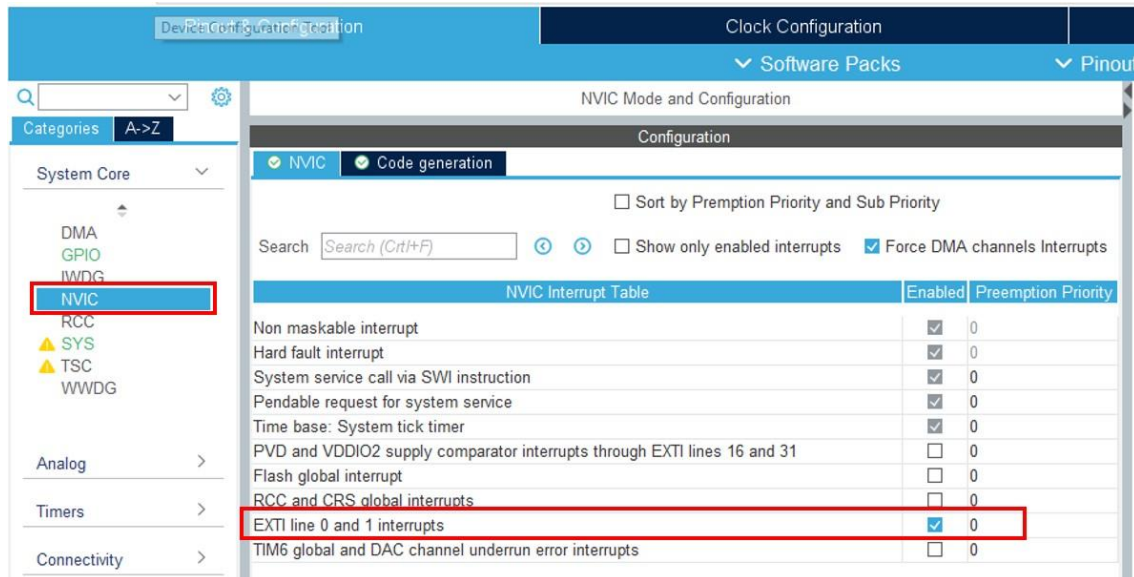 Pinout & Configuration
Device Configuration Tool
Clock Configuration
Software Packs
Pinout
NVIC Mode and Configuration
Categories A->Z
Configuration
System Core
NVIC Code generation
Sort by Premption Priority and Sub Priority
DMA
GPIO
IWDG
NVIC
RCC
SYS
TSC
WWDG
Search Search (Crtl+F) Show only enabled interrupts Force DMA channels Interrupts
NVIC Interrupt Table Enabled Preemption Priority
Non maskable interrupt 0
Hard fault interrupt 0
System service call via SWI instruction 0
Pendable request for system service 0
Time base: System tick timer 0
PVD and VDDIO2 supply comparator interrupts through EXTI lines 16 and 31 0
Flash global interrupt 0
RCC and CRS global interrupts 0
EXTI line 0 and 1 interrupts 0
TIM6 global and DAC channel underrun error interrupts 0
Analog
Timers
Connectivity